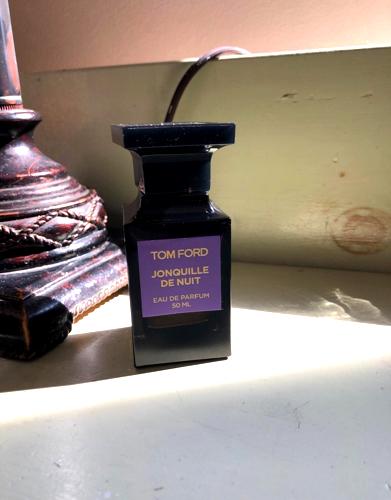 TOM FORD
JONQUILLE
DE NUIT
EAU DE PARFUM
50 ML